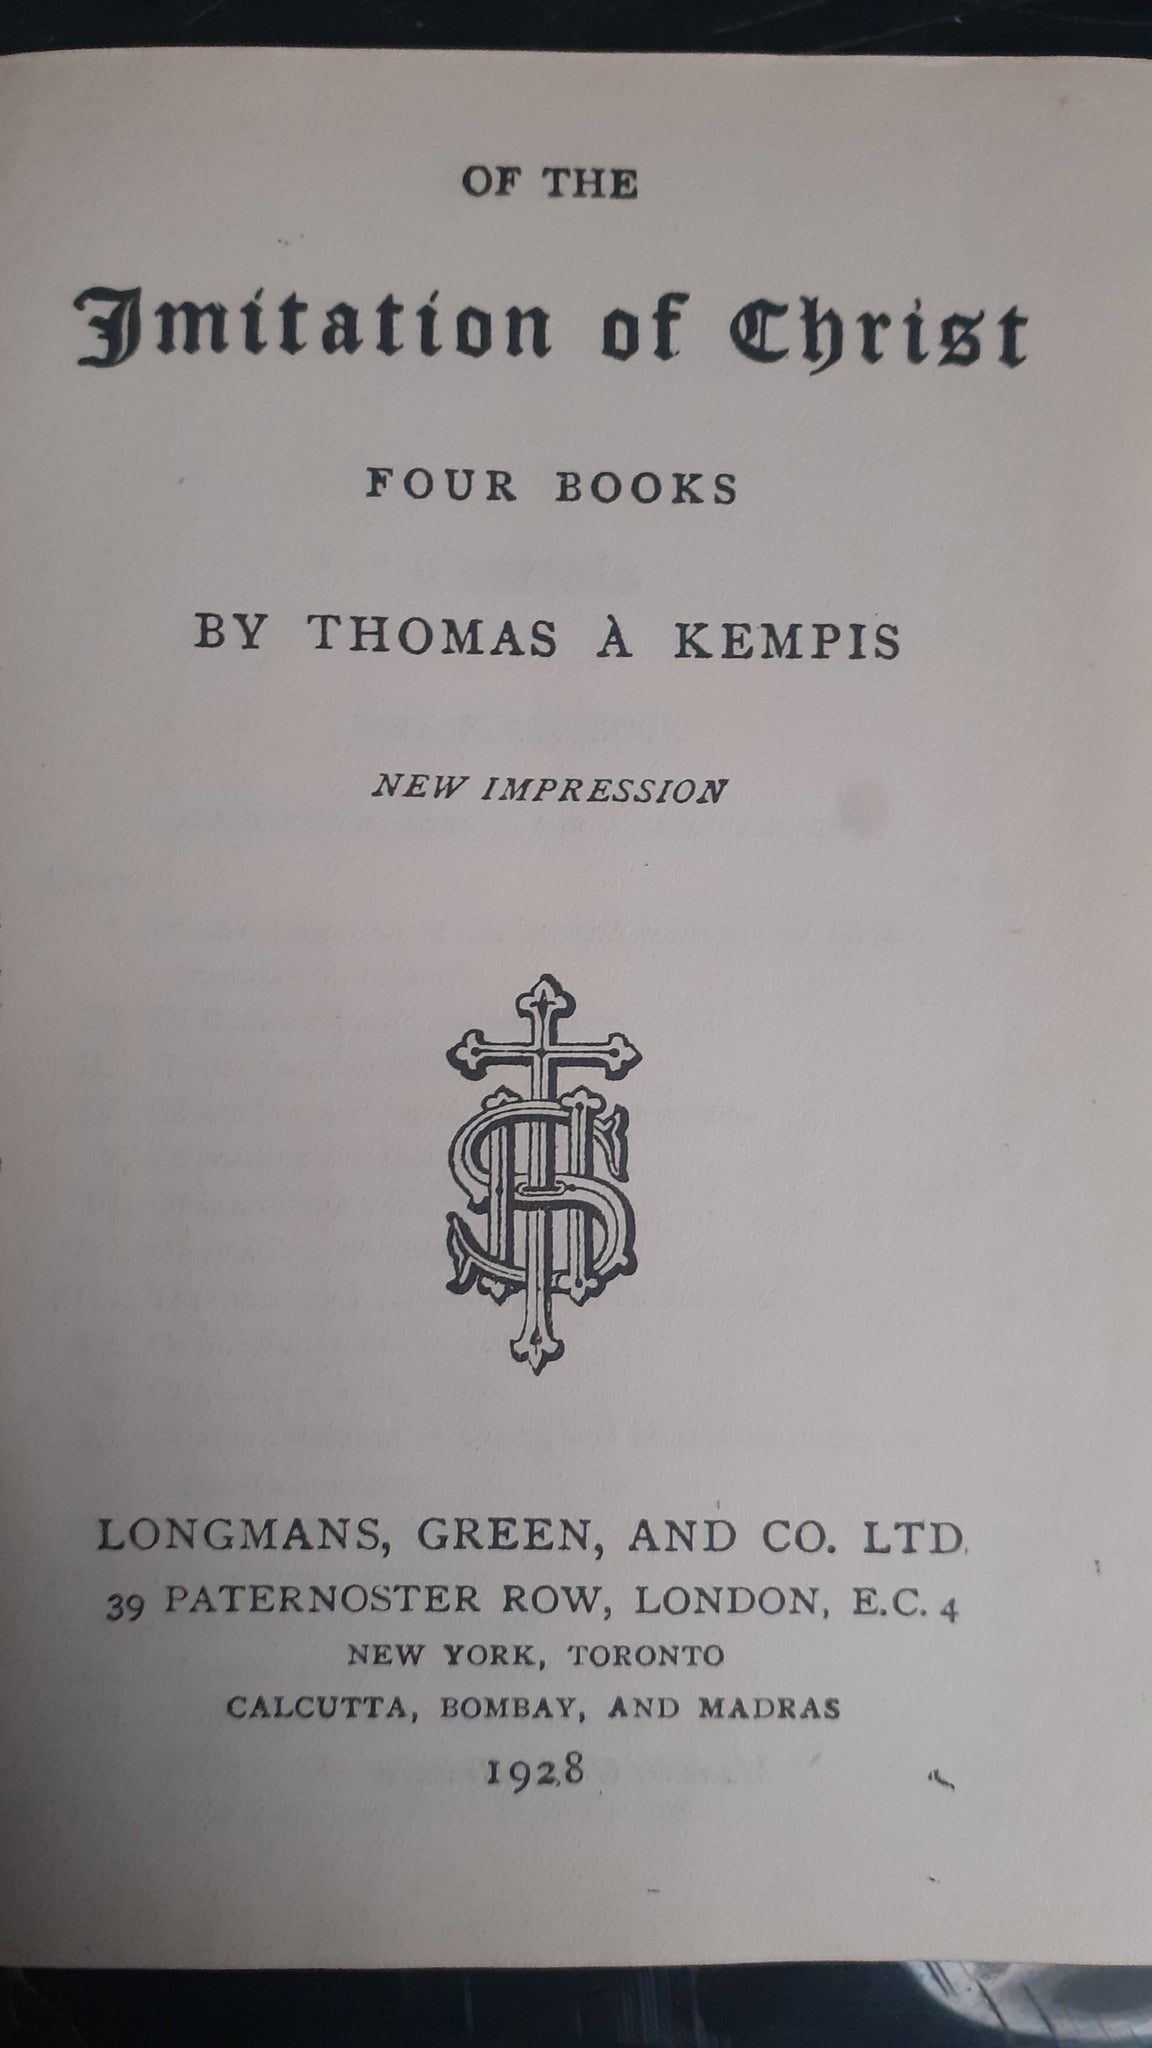 OF THE
Imitation of Christ
FOUR BOOKS
BY THOMAS À KEMPIS
NEW IMPRESSION
IHS
LONGMANS, GREEN, AND CO. LTD.
39 PATERNOSTER ROW, LONDON, E.C. 4
NEW YORK, TORONTO
CALCUTTA, BOMBAY, AND MADRAS
1928